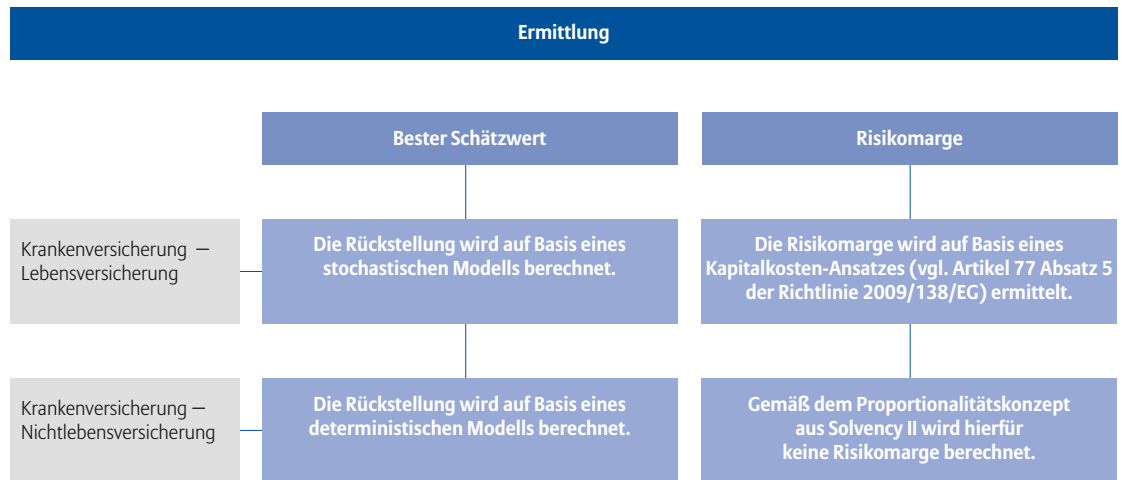 Ermittlung
Bester Schätzwert
Risikomarge
Krankenversicherung —
Lebensversicherung
Die Rückstellung wird auf Basis eines
stochastischen Modells berechnet.
Die Risikomarge wird auf Basis eines
Kapitalkosten-Ansatzes (vgl. Artikel 77 Absatz 5
der Richtlinie 2009/138/EG) ermittelt.
Krankenversicherung —
Nichtlebensversicherung
Die Rückstellung wird auf Basis eines
deterministischen Modells berechnet.
Gemäß dem Proportionalitätskonzept
aus Solvency II wird hierfür
keine Risikomarge berechnet.